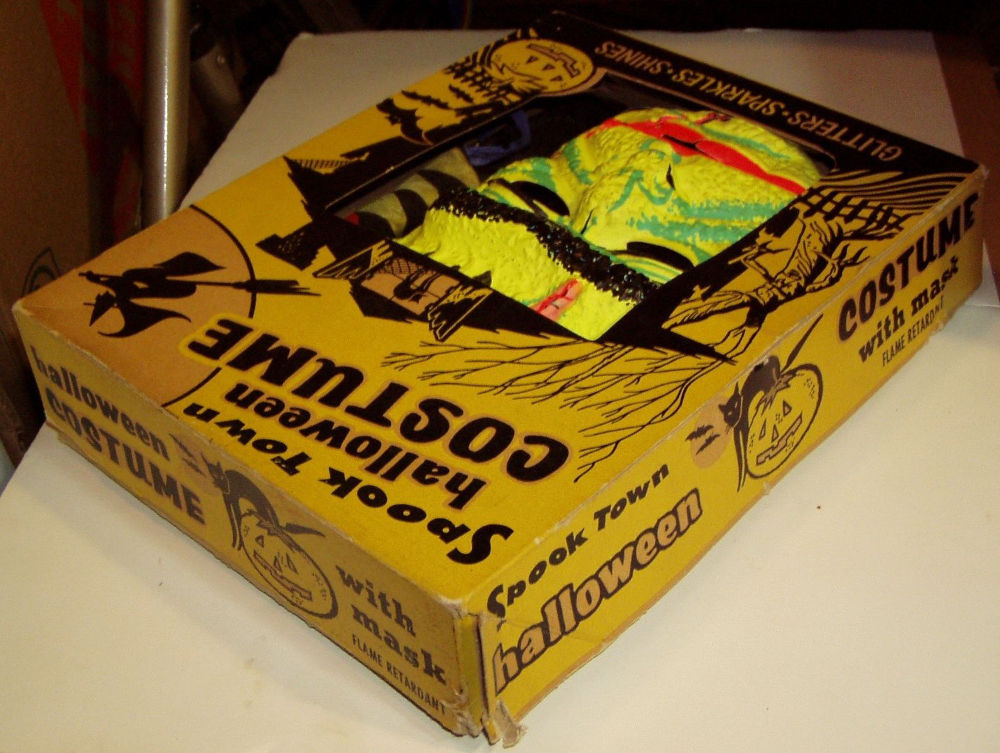 GLITTERS•SPARKLES•SHINES
Spook Town
halloween
COSTUME
halloween
COSTUME
with
mask
FLAME RETARDANT
Spook Town
halloween
COSTUME
with mask
FLAME RETARDANT